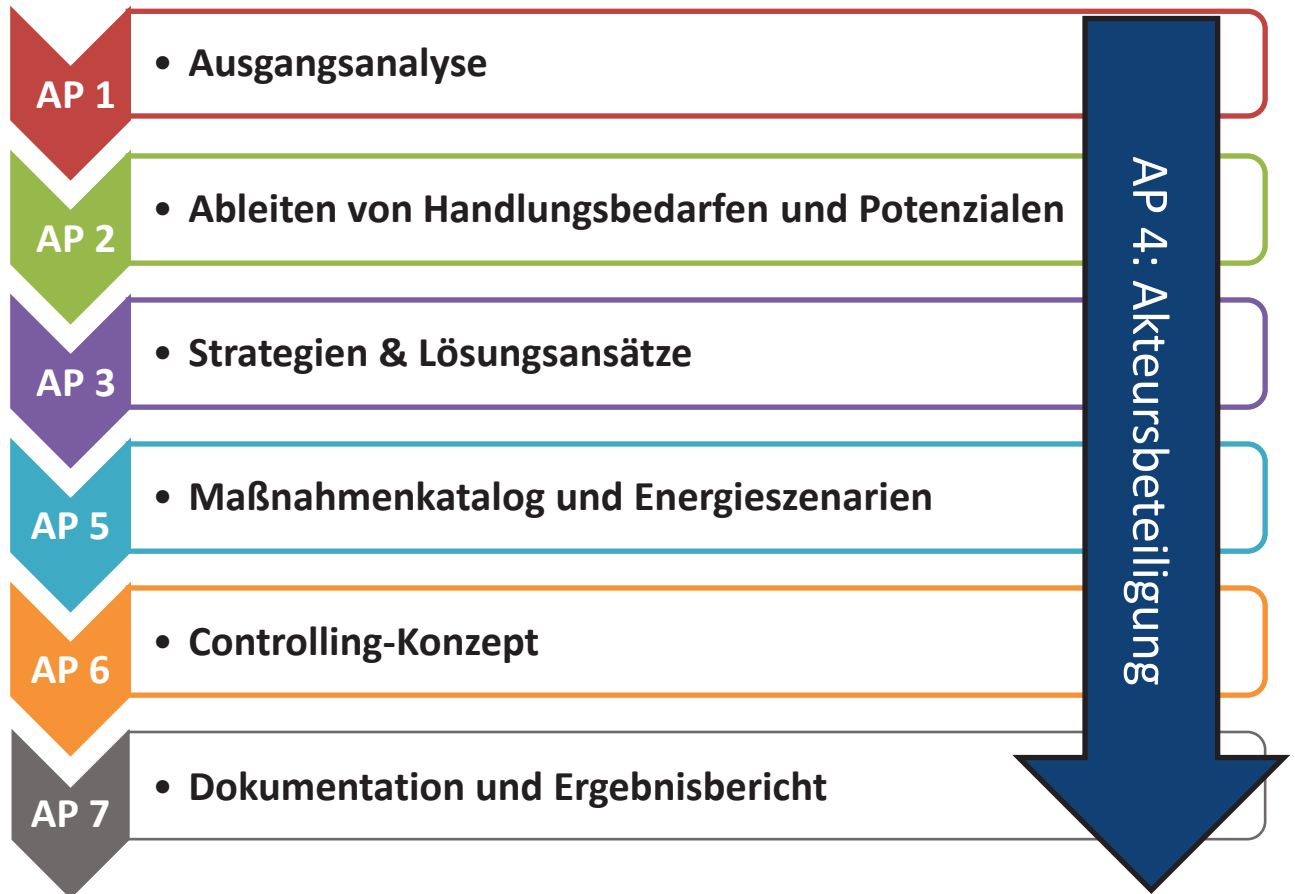 AP 1
• Ausgangsanalyse
AP 2
• Ableiten von Handlungsbedarfen und Potenzialen
AP 3
• Strategien & Lösungsansätze
AP 5
• Maßnahmenkatalog und Energieszenarien
AP 6
• Controlling-Konzept
AP 7
• Dokumentation und Ergebnisbericht
AP 4: Akteursbeteiligung